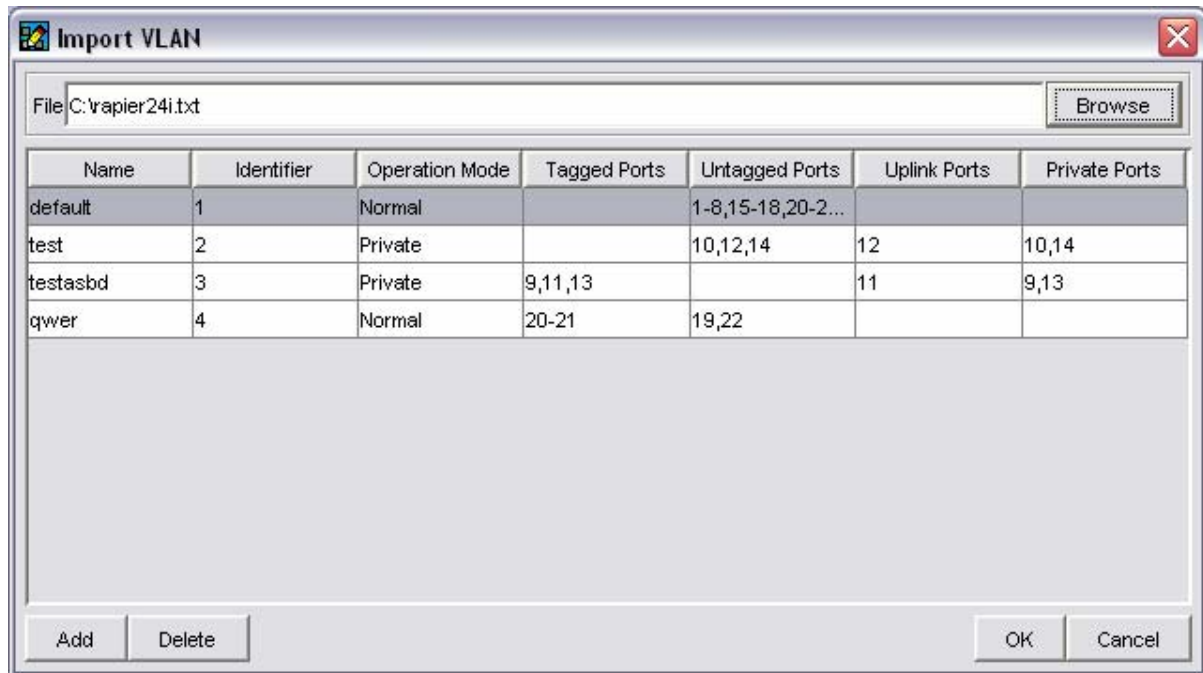 Import VLAN
File C:\rapier24i.txt Browse
Name Identifier Operation Mode Tagged Ports Untagged Ports Uplink Ports Private Ports
default 1 Normal 1-8,15-18,20-2...
test 2 Private 10,12,14 12 10,14
testasbd 3 Private 9,11,13 11 9,13
qwer 4 Normal 20-21 19,22
Add Delete OK Cancel